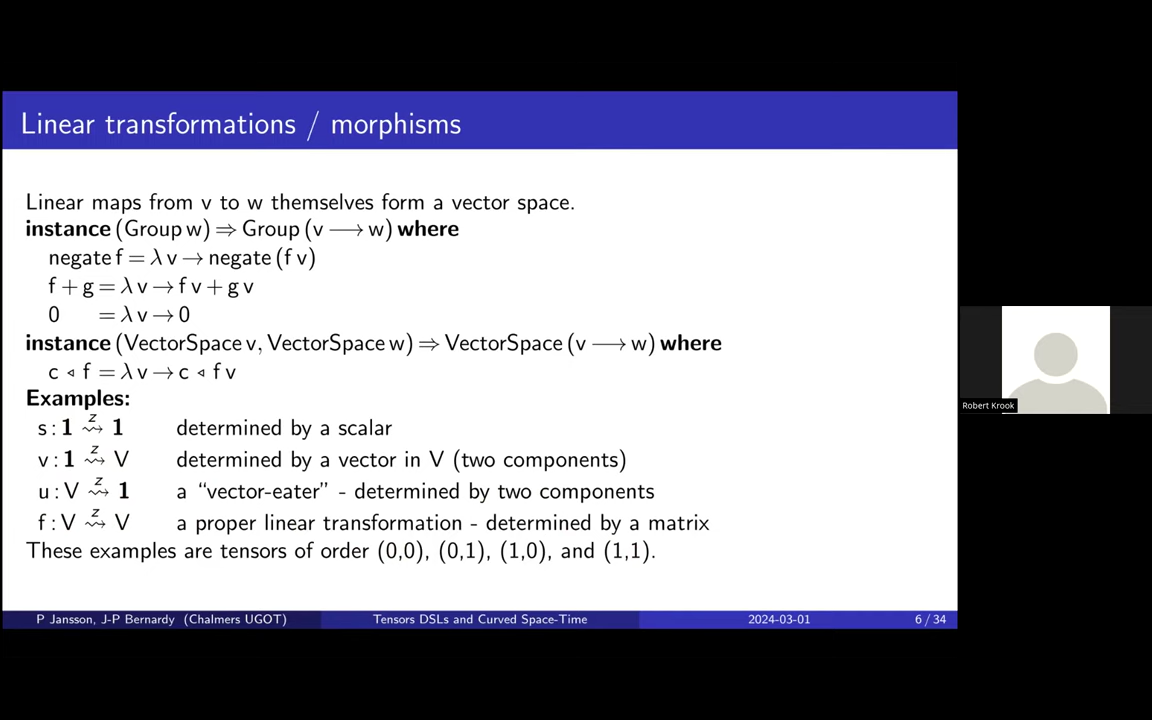 Linear transformations / morphisms
Linear maps from v to w themselves form a vector space.
instance (Group w) ⇒ Group (v ⟶ w) where
negate f = λ v → negate (f v)
f + g = λ v → f v + g v
0 = λ v → 0
instance (VectorSpace v, VectorSpace w) ⇒ VectorSpace (v ⟶ w) where
c ◃ f = λ v → c ◃ f v
Examples:
s : 1 z⇝ 1 determined by a scalar
v : 1 z⇝ V determined by a vector in V (two components)
u : V z⇝ 1 a “vector-eater” - determined by two components
f : V z⇝ V a proper linear transformation - determined by a matrix
These examples are tensors of order (0,0), (0,1), (1,0), and (1,1).
P Jansson, J-P Bernardy (Chalmers UGOT) Tensors DSLs and Curved Space-Time 2024-03-01 6 / 34
Robert Krook